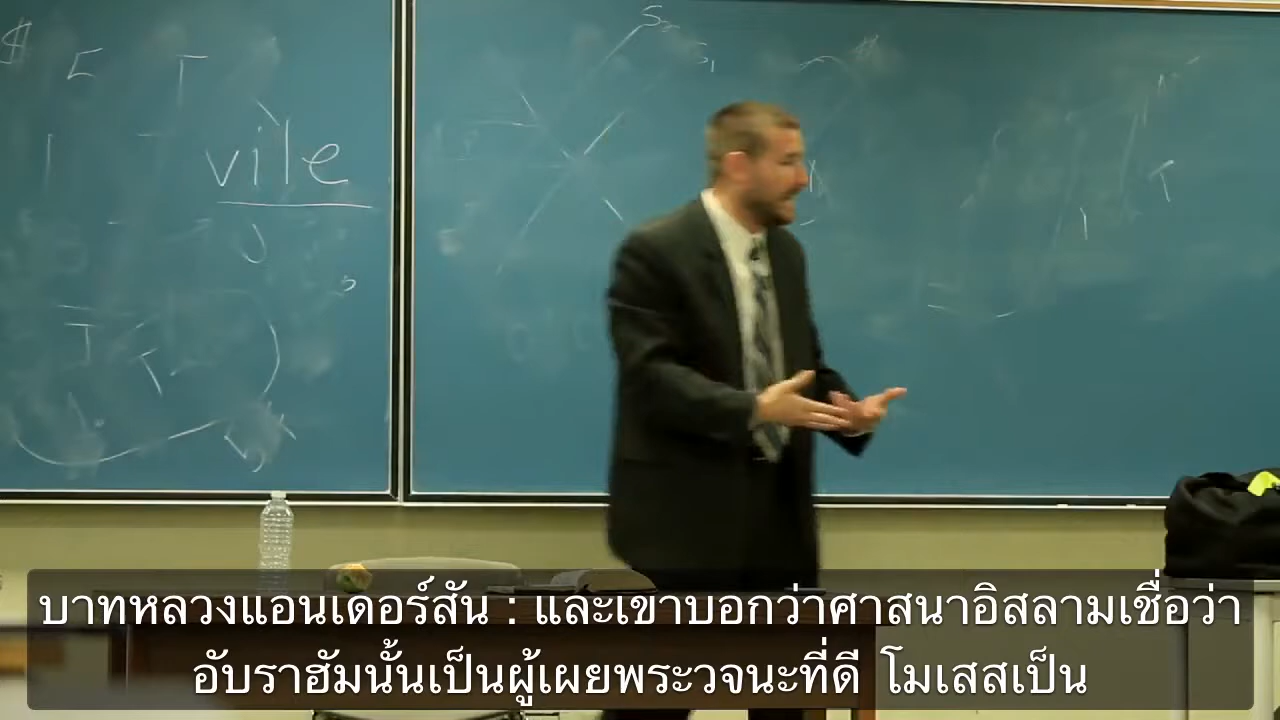 vile
บาทหลวงแอนเดอร์สัน : และเขาบอกว่าศาสนาอิสลามเชื่อว่า
อับราฮัมนั้นเป็นผู้เผยพระวจนะที่ดี โมเสสเป็น